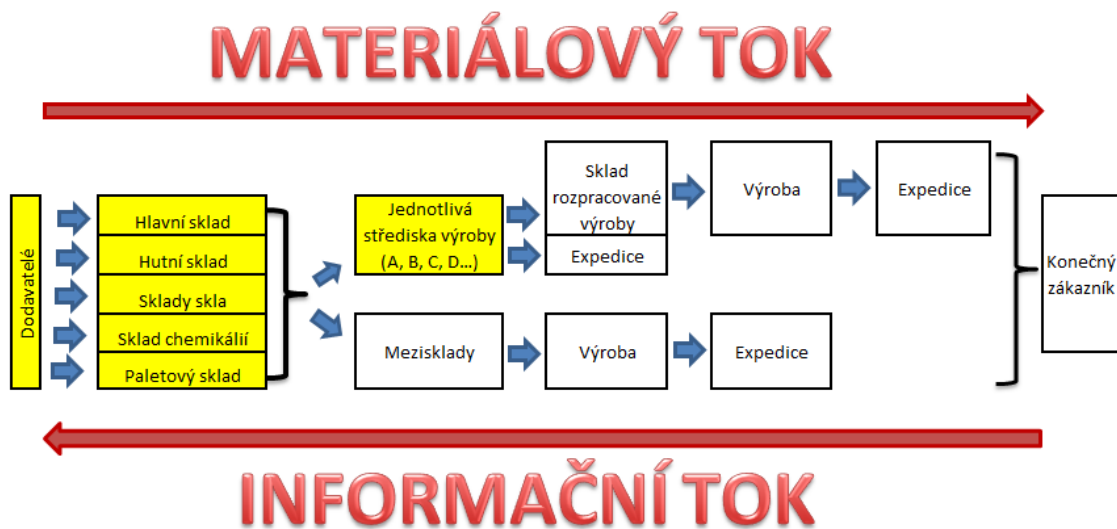 MATERIÁLOVÝ TOK
Dodavatelé
Hlavní sklad
Hutní sklad
Sklady skla
Sklad chemikálií
Paletový sklad
Jednotlivá
střediska výroby
(A, B, C, D...)
Sklad
rozpracované
výroby
Expedice
Výroba
Expedice
Mezisklady
Výroba
Expedice
Konečný
zákazník
INFORMAČNÍ TOK